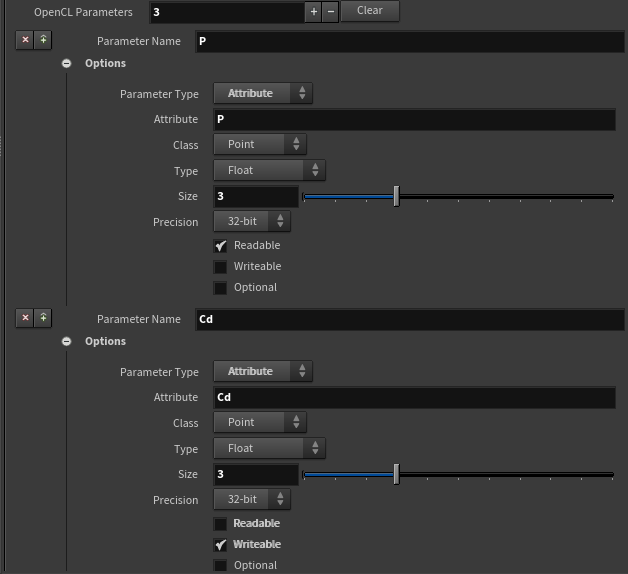 OpenCL Parameters 3 + − Clear
Parameter Name P
Options
Parameter Type Attribute
Attribute P
Class Point
Type Float
Size 3
Precision 32-bit
Readable
Writeable
Optional
Parameter Name Cd
Options
Parameter Type Attribute
Attribute Cd
Class Point
Type Float
Size 3
Precision 32-bit
Readable
Writeable
Optional